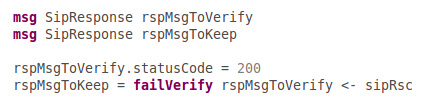 msg SipResponse rspMsgToVerify
msg SipResponse rspMsgToKeep

rspMsgToVerify.statusCode = 200
rspMsgToKeep = failVerify rspMsgToVerify <- sipRsc